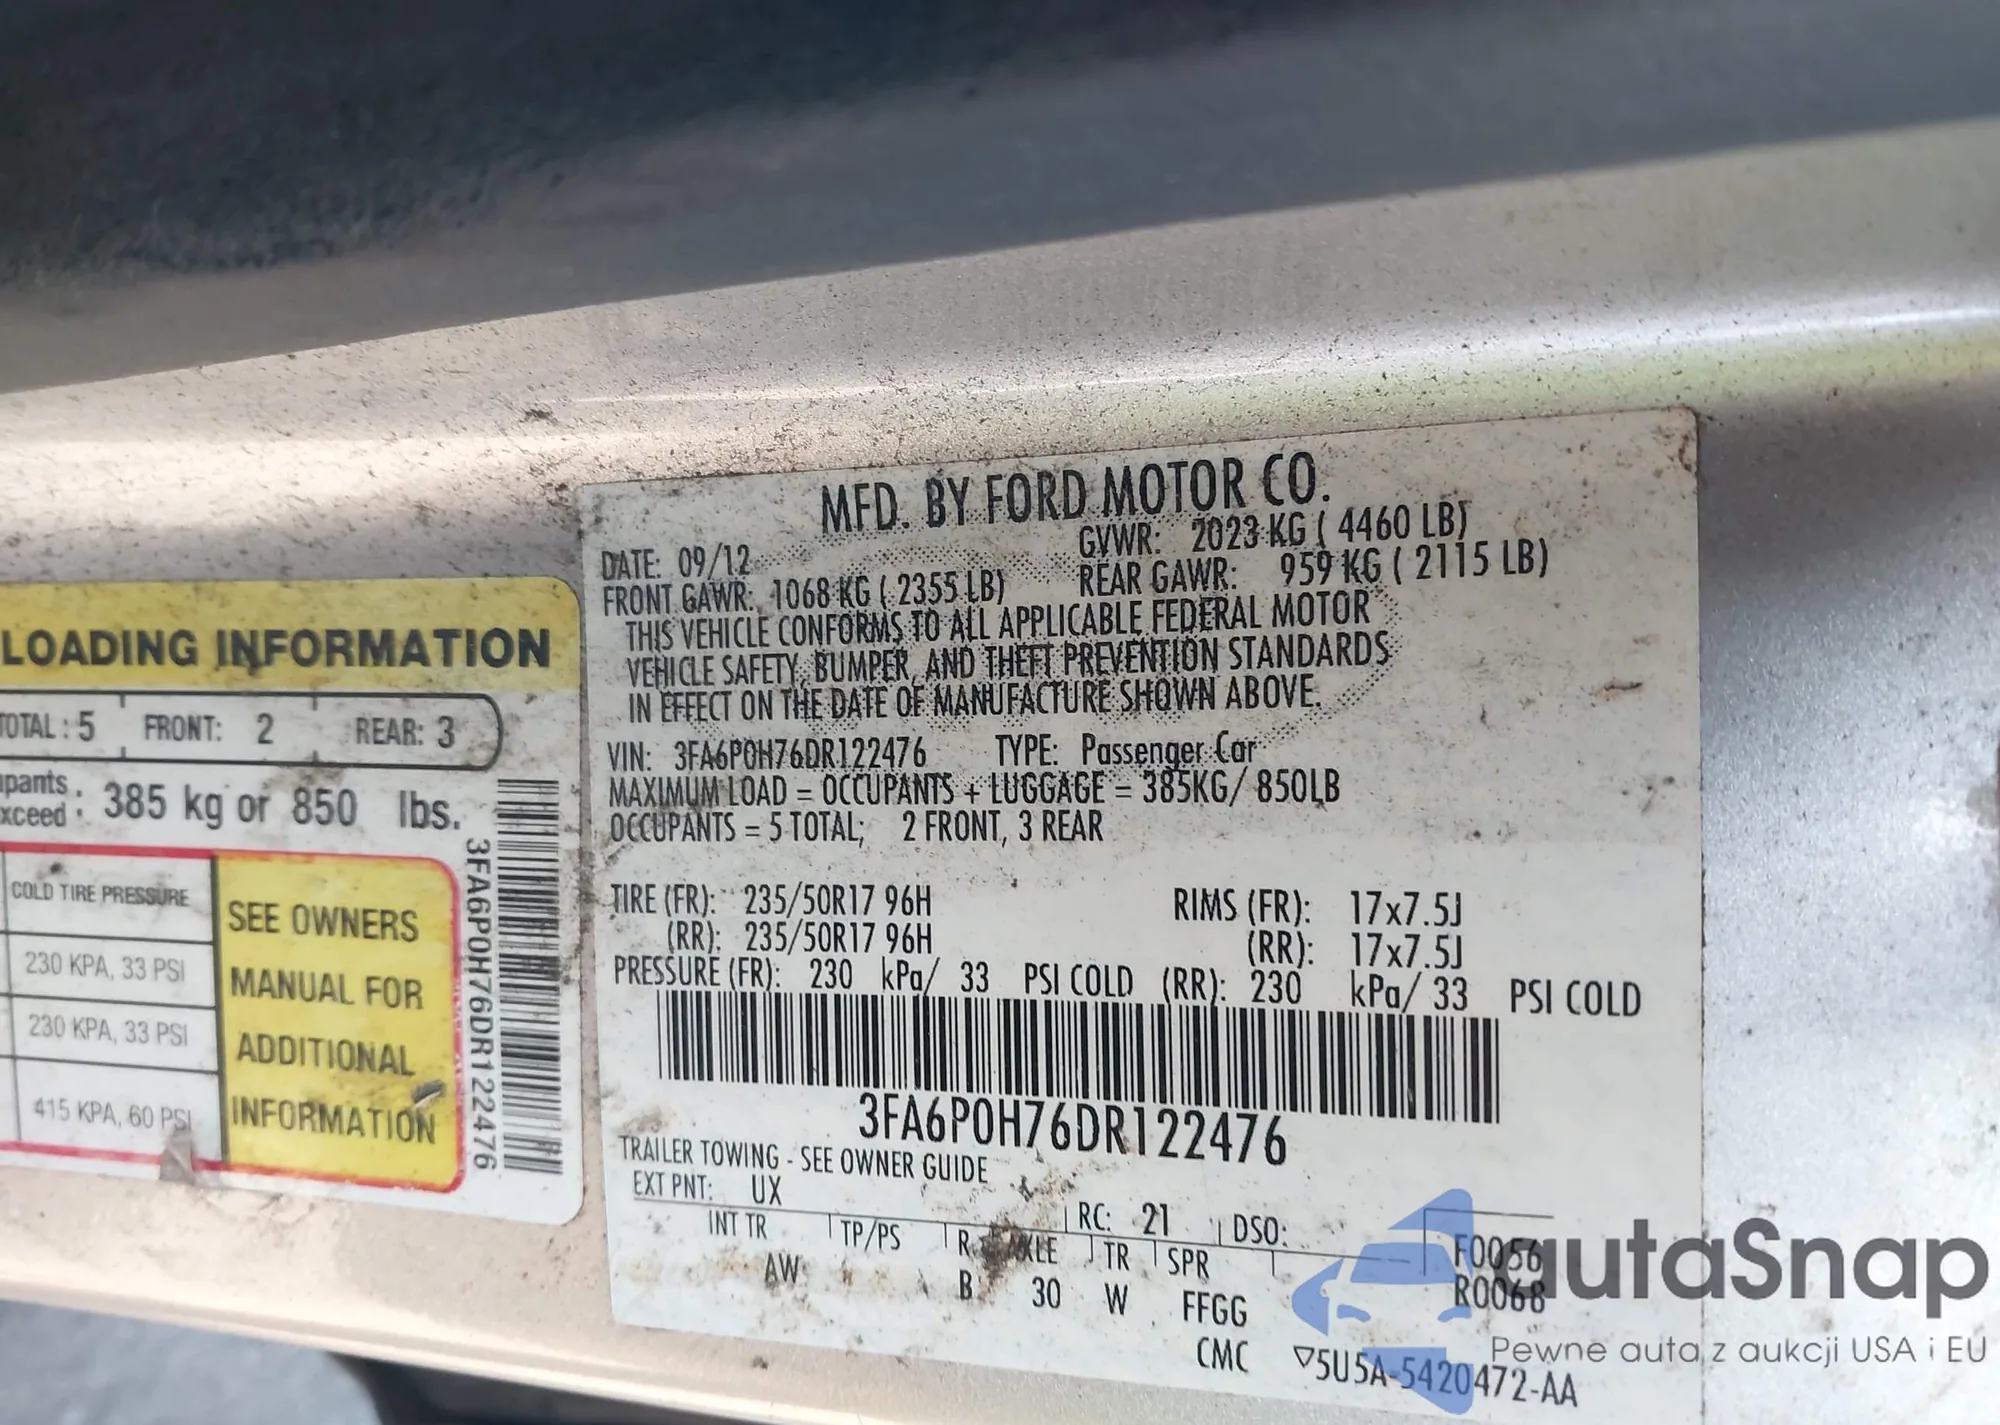 LOADING INFORMATION
TOTAL : 5 FRONT: 2 REAR: 3
pants
xceed : 385 kg or 850 lbs.
COLD TIRE PRESSURE
230 KPA, 33 PSI
230 KPA, 33 PSI
415 KPA, 60 PSI
SEE OWNERS
MANUAL FOR
ADDITIONAL
INFORMATION
3FA6P0H76DR122476
MFD. BY FORD MOTOR CO.
DATE: 09/12 GVWR: 2023 KG ( 4460 LB)
FRONT GAWR: 1068 KG ( 2355 LB) REAR GAWR: 959 KG ( 2115 LB)
THIS VEHICLE CONFORMS TO ALL APPLICABLE FEDERAL MOTOR
VEHICLE SAFETY, BUMPER, AND THEFT PREVENTION STANDARDS
IN EFFECT ON THE DATE OF MANUFACTURE SHOWN ABOVE.
VIN: 3FA6P0H76DR122476 TYPE: Passenger Car
MAXIMUM LOAD = OCCUPANTS + LUGGAGE = 385KG/ 850LB
OCCUPANTS = 5 TOTAL; 2 FRONT, 3 REAR
TIRE (FR): 235/50R17 96H RIMS (FR): 17x7.5J
(RR): 235/50R17 96H (RR): 17x7.5J
PRESSURE (FR): 230 kPa/ 33 PSI COLD (RR): 230 kPa/ 33 PSI COLD
3FA6P0H76DR122476
TRAILER TOWING - SEE OWNER GUIDE
EXT PNT: UX RC: 21 DSO:
INT TR TP/PS R AXLE TR SPR
AW B 30 W FFGG
F0056
R0068
CMC ▽5U5A-5420472-AA
autaSnap
Pewne auta z aukcji USA i EU